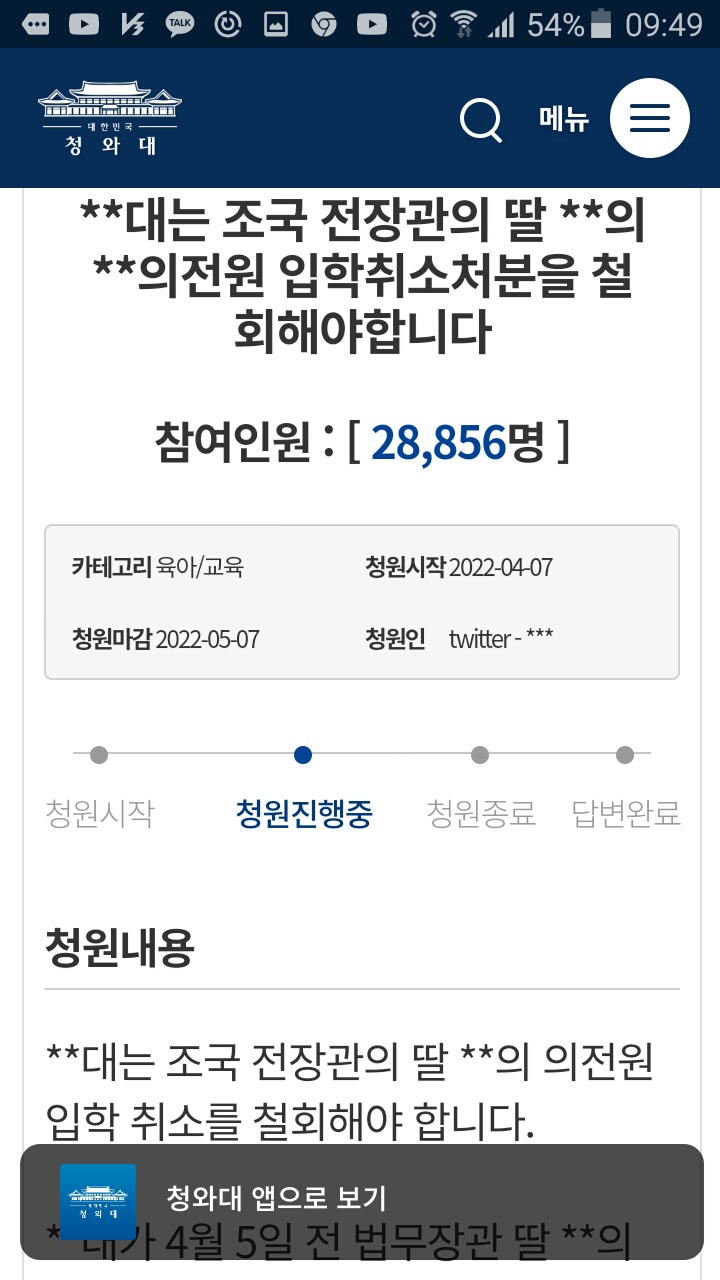 TALK
54% 09:49
대한민국
청 와 대
메뉴
**대는 조국 전장관의 딸 **의
**의전원 입학취소처분을 철
회해야합니다
참여인원 : [ 28,856명 ]
카테고리 육아/교육 청원시작 2022-04-07
청원마감 2022-05-07 청원인 twitter - ***
청원시작 청원진행중 청원종료 답변완료
청원내용
**대는 조국 전장관의 딸 **의 의전원
입학 취소를 철회해야 합니다.
청와대
청와대 앱으로 보기
대가 4월 5일 전 법무장관 딸 **의